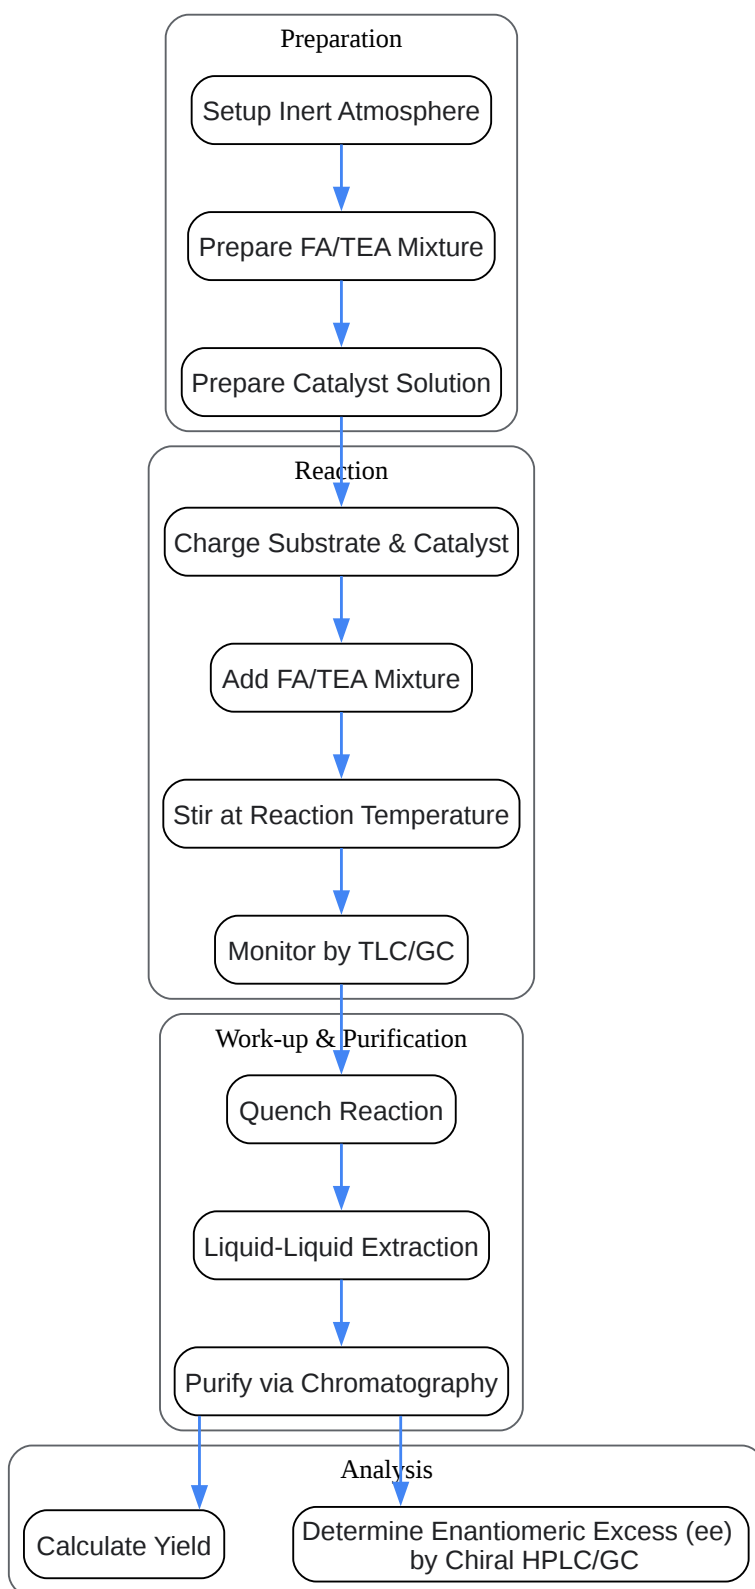 Preparation
Setup Inert Atmosphere
Prepare FA/TEA Mixture
Prepare Catalyst Solution
Reaction
Charge Substrate & Catalyst
Add FA/TEA Mixture
Stir at Reaction Temperature
Monitor by TLC/GC
Work-up & Purification
Quench Reaction
Liquid-Liquid Extraction
Purify via Chromatography
Analysis
Calculate Yield
Determine Enantiomeric Excess (ee)
by Chiral HPLC/GC